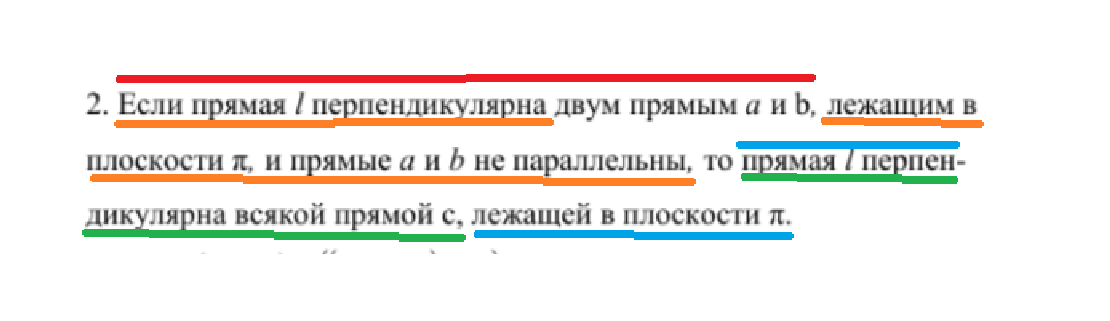 2. Если прямая l перпендикулярна двум прямым a и b, лежащим в
плоскости π, и прямые a и b не параллельны, то прямая l перпен-
дикулярна всякой прямой c, лежащей в плоскости π.